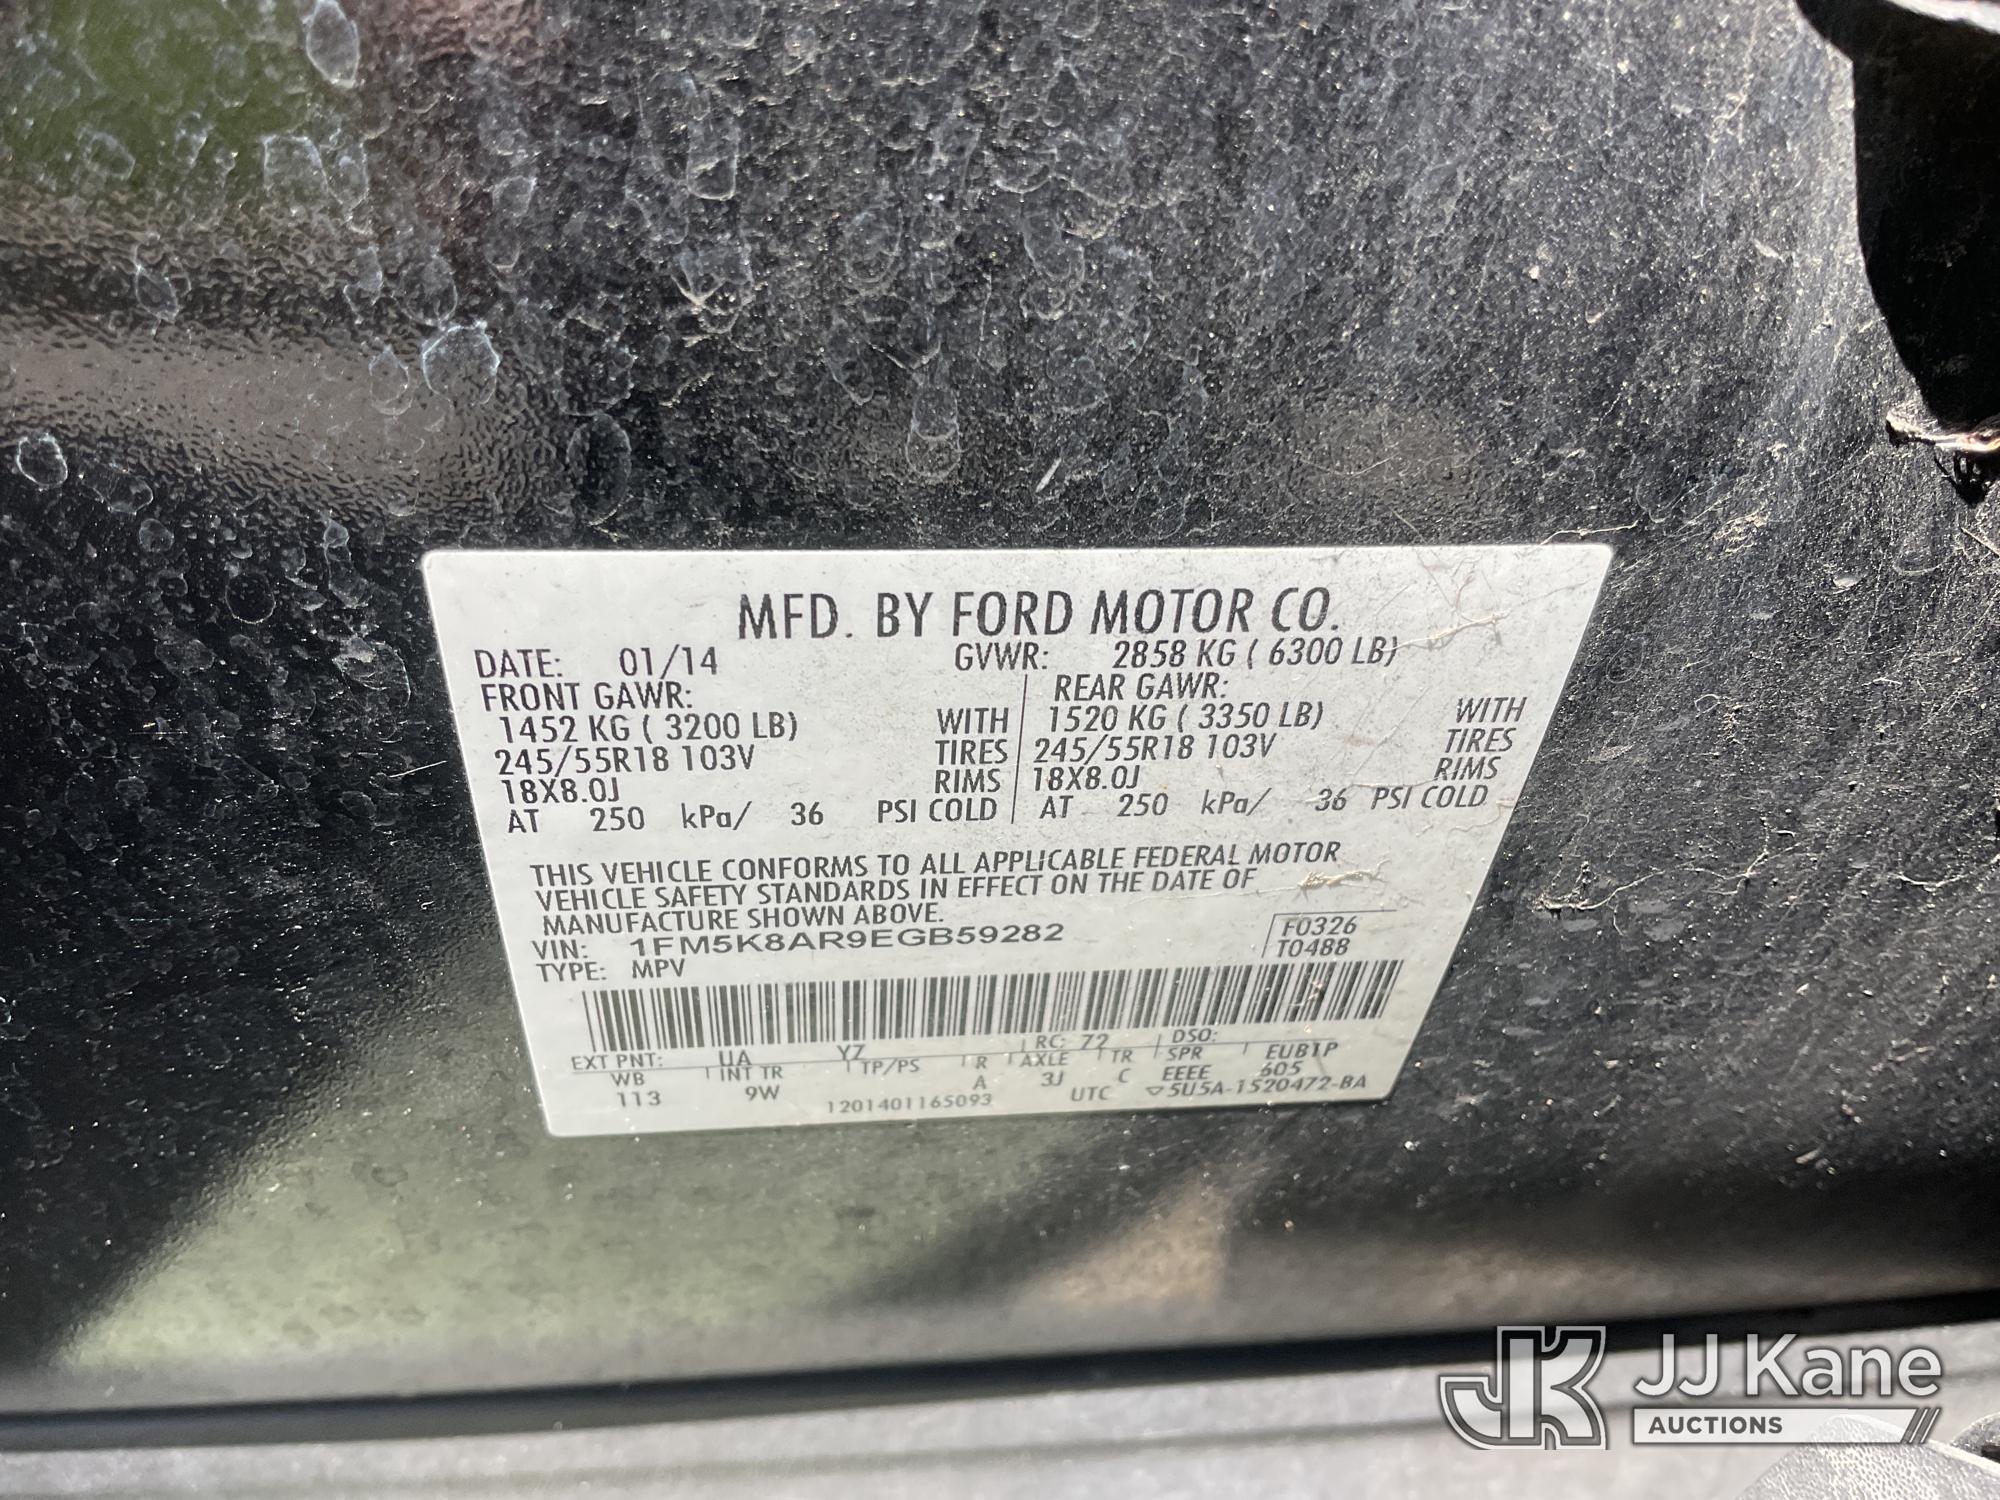 MFD. BY FORD MOTOR CO.
DATE: 01/14 GVWR: 2858 KG ( 6300 LB)
FRONT GAWR: REAR GAWR:
1452 KG ( 3200 LB) WITH 1520 KG ( 3350 LB) WITH
245/55R18 103V TIRES 245/55R18 103V TIRES
18X8.0J RIMS 18X8.0J RIMS
AT 250 kPa/ 36 PSI COLD AT 250 kPa/ 36 PSI COLD
THIS VEHICLE CONFORMS TO ALL APPLICABLE FEDERAL MOTOR
VEHICLE SAFETY STANDARDS IN EFFECT ON THE DATE OF
MANUFACTURE SHOWN ABOVE.
VIN: 1FM5K8AR9EGB59282 F0326
TYPE: MPV T0488
EXT PNT: UA YZ RC: 72 DSO:
WB INT TR TP/PS R AXLE TR SPR EUB1P
113 9W A 3J C EEEE 605
1201401165093 UTC ▽5U5A-1520472-BA
JK JJ Kane
AUCTIONS